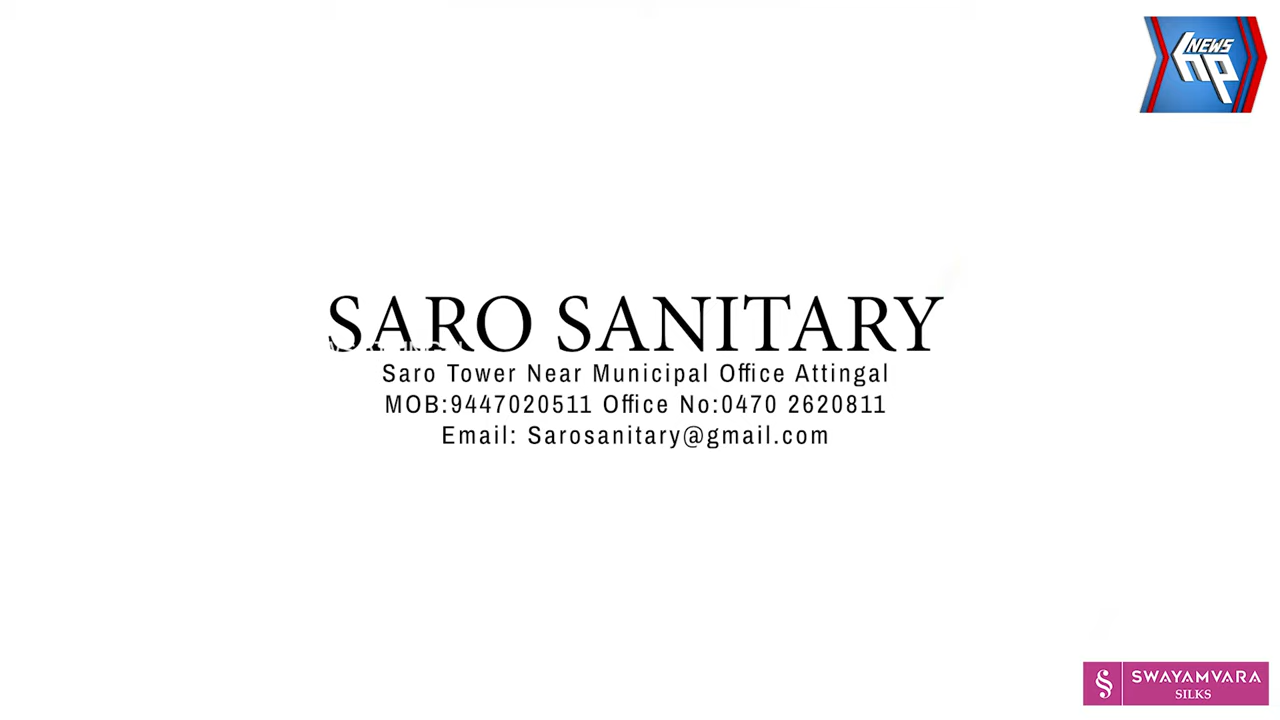 NEWS
hp
SARO SANITARY
Saro Tower Near Municipal Office Attingal
MOB:9447020511 Office No:0470 2620811
Email: Sarosanitary@gmail.com
SWAYAMVARA
SILKS